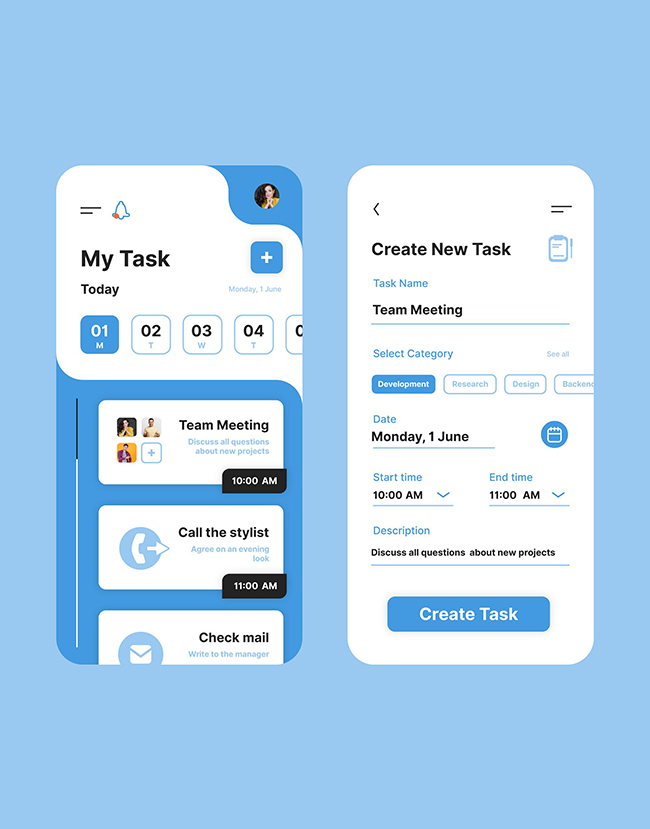 My Task
Today
Monday, 1 June
01
M
02
T
03
W
04
T
Team Meeting
Discuss all questions
about new projects
10:00 AM
Call the stylist
Agree on an evening
look
11:00 AM
Check mail
Write to the manager
Create New Task
Task Name
Team Meeting
Select Category
See all
Development
Research
Design
Backend
Date
Monday, 1 June
Start time
End time
10:00 AM
11:00 AM
Description
Discuss all questions about new projects
Create Task